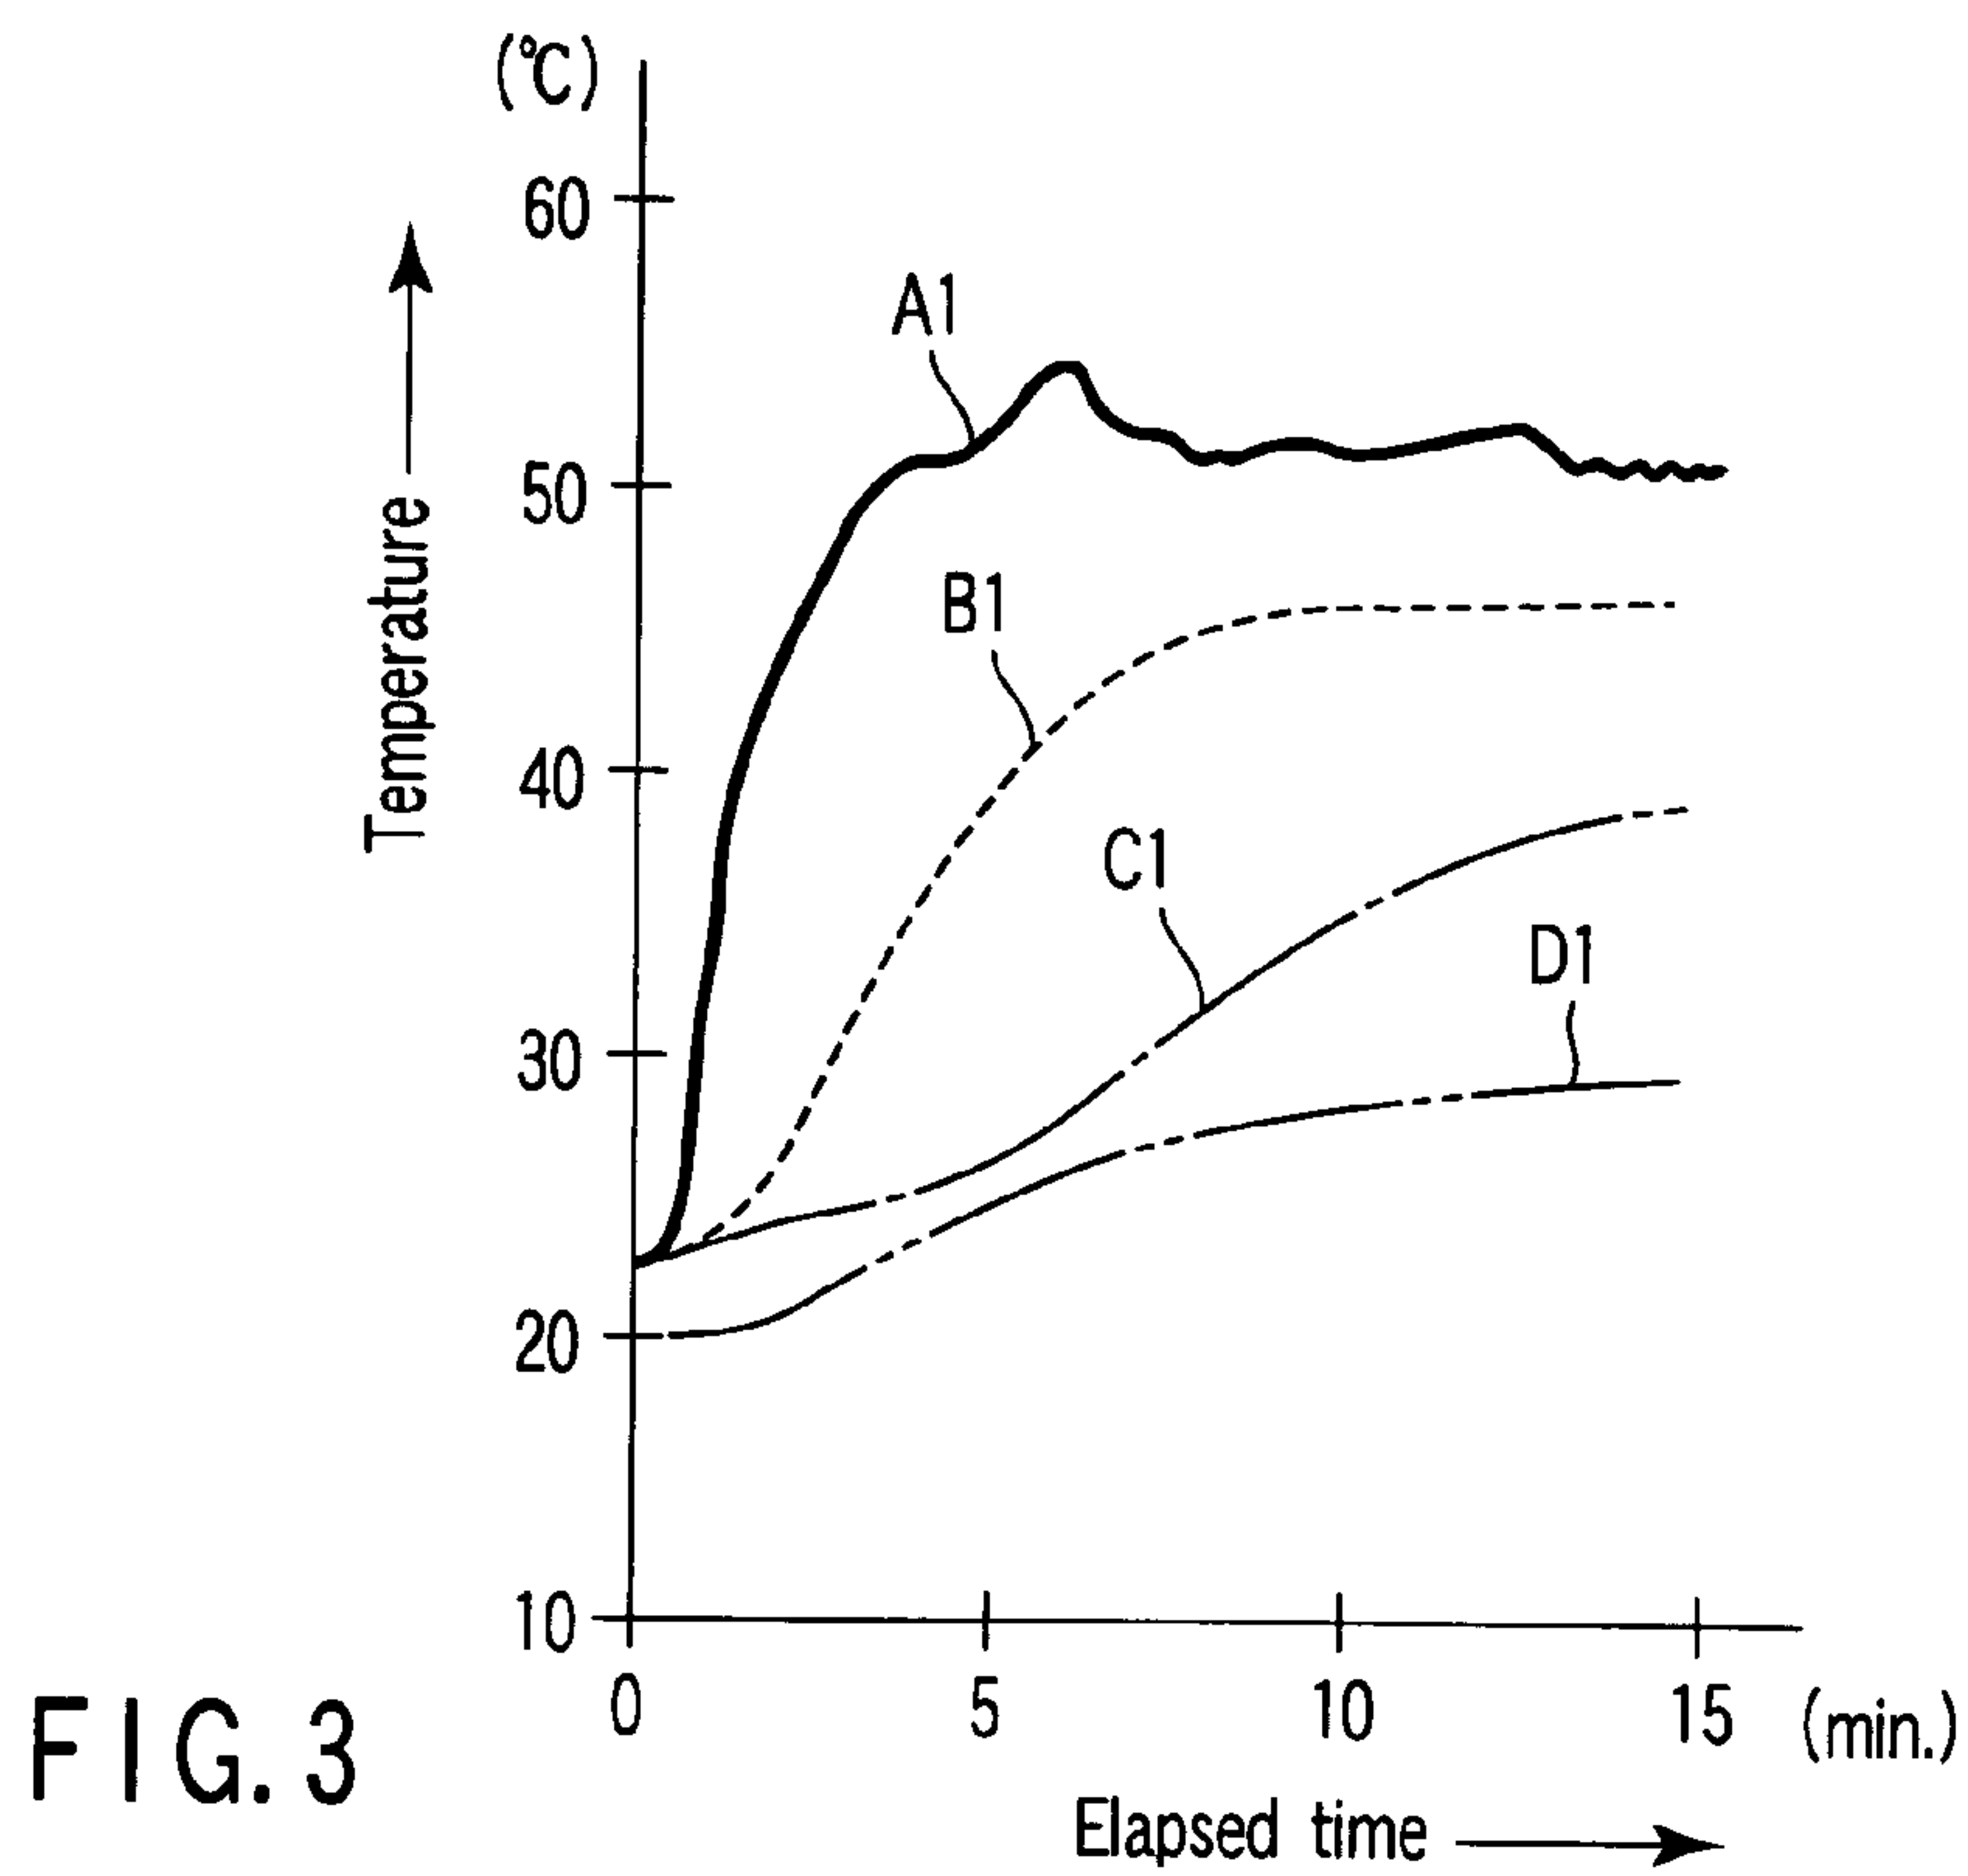 (°C)
60
A1
50
B1
Temperature
40
C1
D1
30
20
10
0 5 10 15 (min.)
FIG. 3
Elapsed time